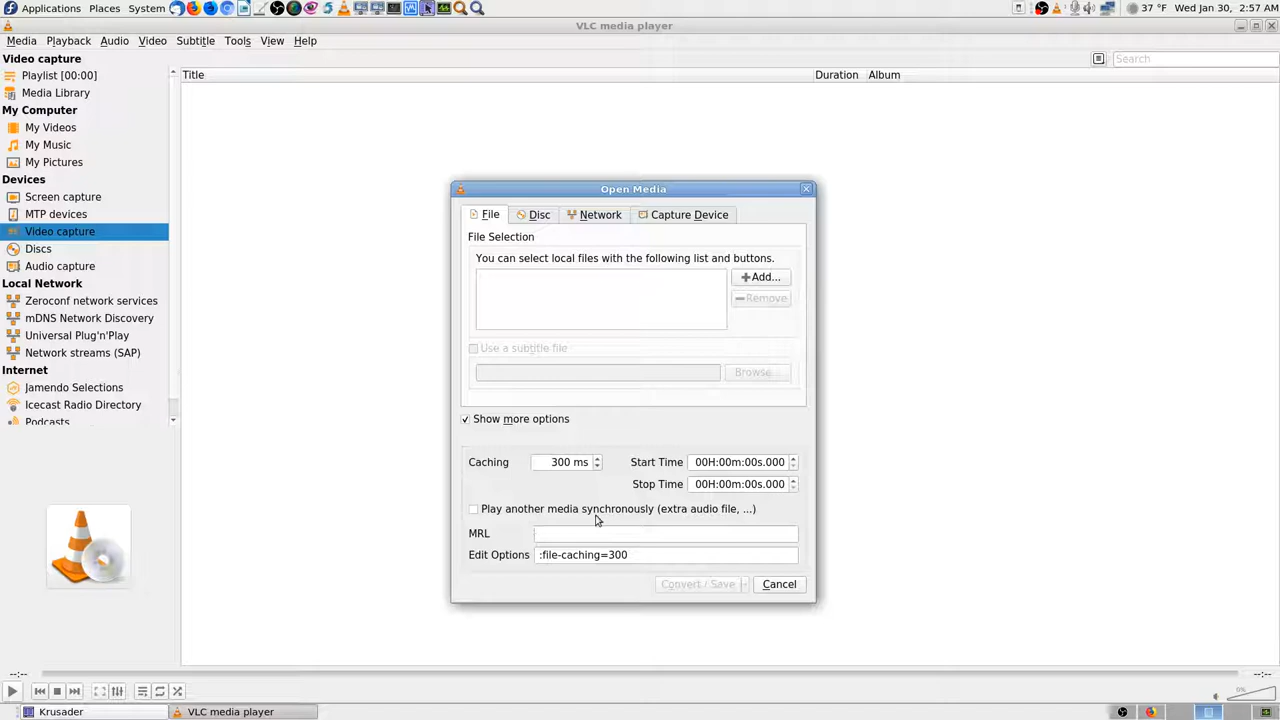 Applications Places System 37 °F Wed Jan 30, 2:57 AM
VLC media player
Media Playback Audio Video Subtitle Tools View Help
Video capture
Search
Playlist [00:00]
Title Duration Album
Media Library
My Computer
My Videos
My Music
My Pictures
Devices
Screen capture
MTP devices
Video capture
Discs
Audio capture
Local Network
Zeroconf network services
mDNS Network Discovery
Universal Plug'n'Play
Network streams (SAP)
Internet
Jamendo Selections
Icecast Radio Directory
Podcasts
Open Media
File Disc Network Capture Device
File Selection
You can select local files with the following list and buttons.
Add...
Remove
Use a subtitle file
Browse...
Show more options
Caching 300 ms Start Time 00H:00m:00s.000
Stop Time 00H:00m:00s.000
Play another media synchronously (extra audio file, ...)
MRL
Edit Options :file-caching=300
Convert / Save Cancel
--:-- --:--
0%
Krusader VLC media player